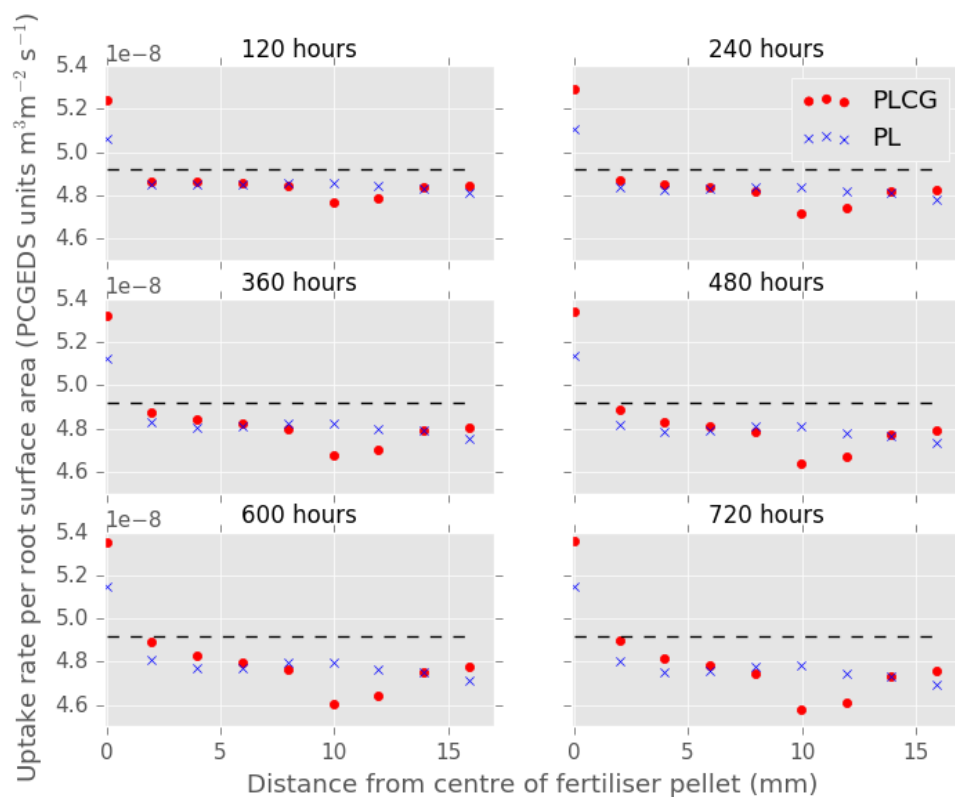 Uptake rate per root surface area (PCGEDS units m³m⁻² s⁻¹)
1e−8
120 hours
5.4
5.2
5.0
4.8
4.6
240 hours
PLCG
PL
1e−8
360 hours
5.4
5.2
5.0
4.8
4.6
480 hours
1e−8
600 hours
5.4
5.2
5.0
4.8
4.6
0 5 10 15
720 hours
0 5 10 15
Distance from centre of fertiliser pellet (mm)